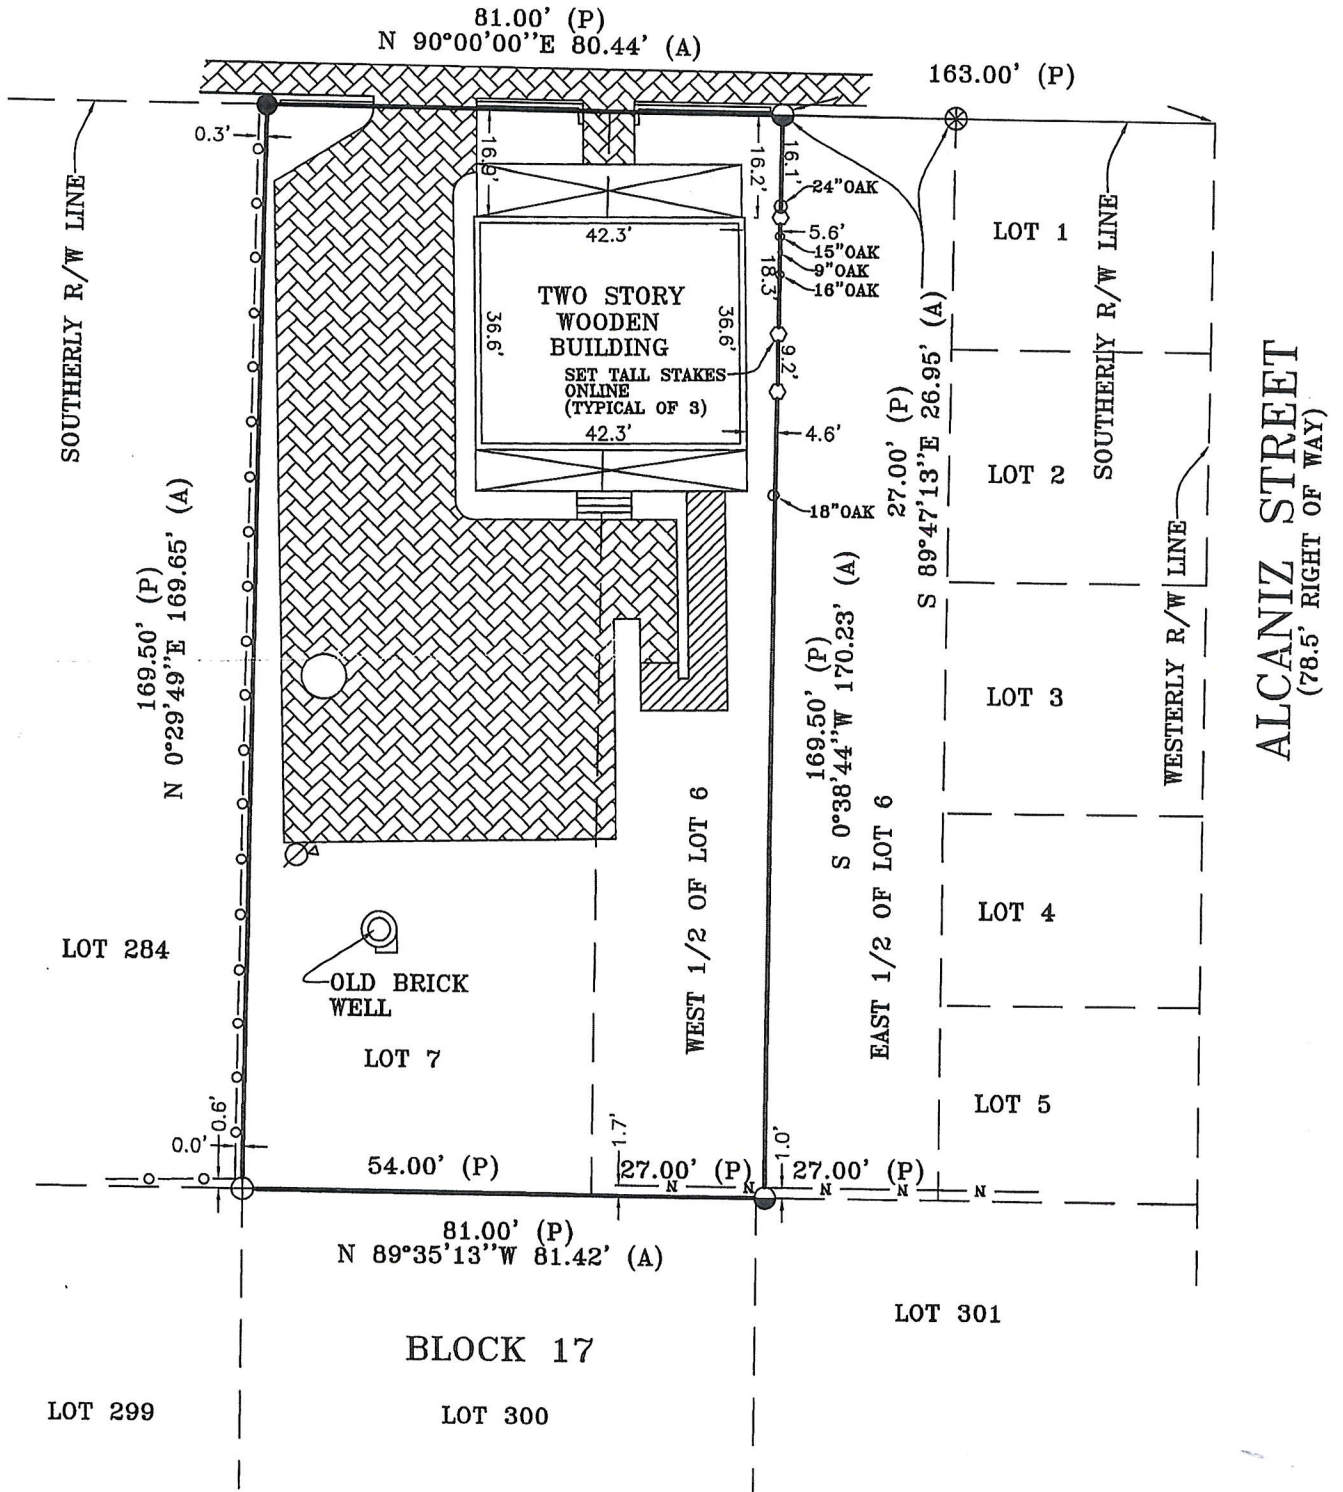 81.00' (P)
N 90°00'00"E 80.44' (A)
163.00' (P)
0.3'
16.9'
16.2'
16.1'
24"OAK
SOUTHERLY R/W LINE
42.3'
5.6'
15"OAK
9"OAK
16"OAK
18.3'
LOT 1
SOUTHERLY R/W LINE
TWO STORY
WOODEN
BUILDING
36.6'
36.6'
SET TALL STAKES
ONLINE
(TYPICAL OF 3)
9.2'
42.3'
4.6'
18"OAK
27.00' (P)
S 89°47'13"E 26.95' (A)
LOT 2
ALCANIZ STREET
(78.5' RIGHT OF WAY)
169.50' (P)
N 0°29'49"E 169.65' (A)
169.50' (P)
S 0°38'44"W 170.23' (A)
WESTERLY R/W LINE
LOT 3
WEST 1/2 OF LOT 6
EAST 1/2 OF LOT 6
LOT 4
LOT 284
OLD BRICK
WELL
LOT 7
LOT 5
0.6'
0.0'
1.7'
1.0'
54.00' (P)
27.00' (P)
27.00' (P)
N
N
N
N
N
81.00' (P)
N 89°35'13"W 81.42' (A)
LOT 301
BLOCK 17
LOT 299
LOT 300